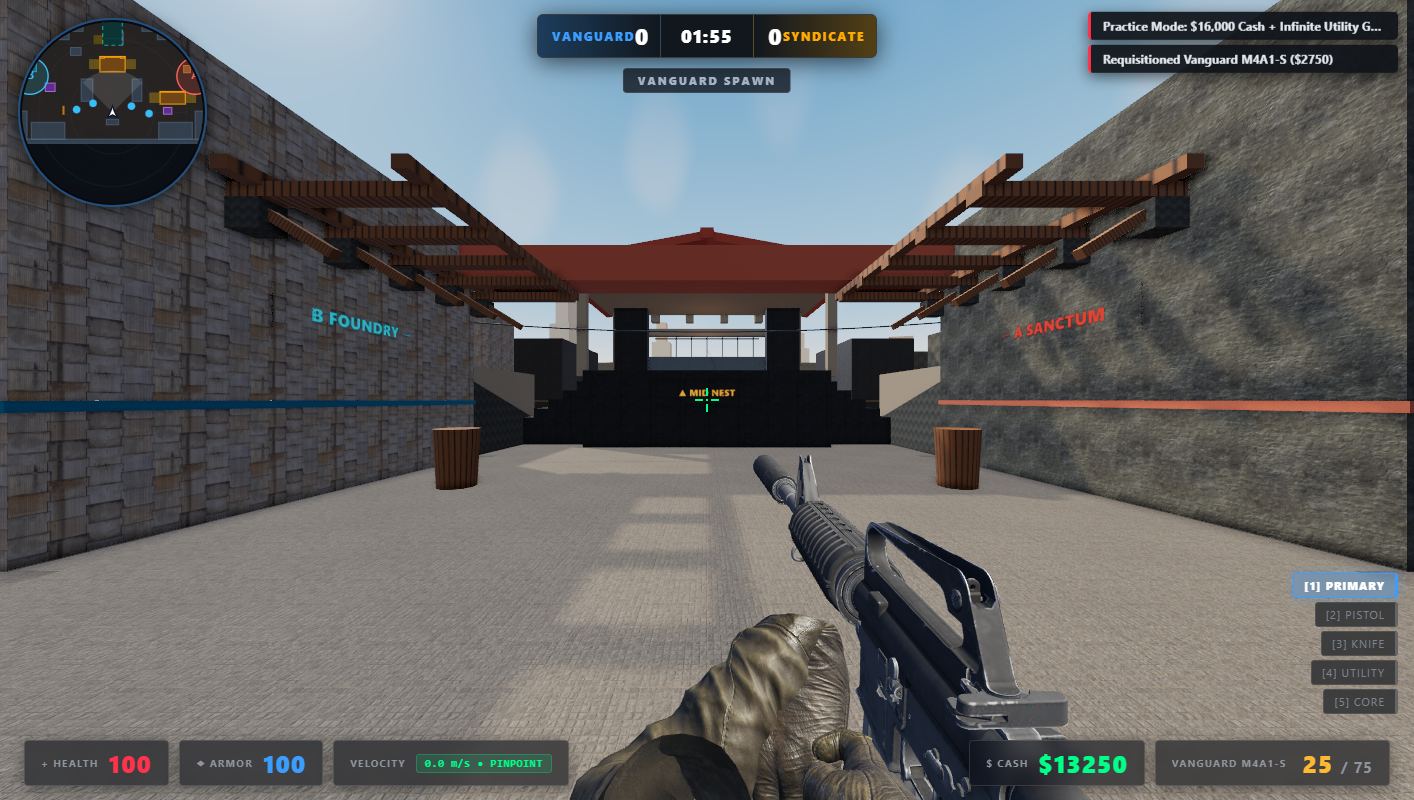 VANGUARD 0 01:55 0 SYNDICATE
VANGUARD SPAWN
Practice Mode: $16,000 Cash + Infinite Utility G...
Requisitioned Vanguard M4A1-S ($2750)
B FOUNDRY
A SANCTUM
▲ MID NEST
[1] PRIMARY
[2] PISTOL
[3] KNIFE
[4] UTILITY
[5] CORE
+ HEALTH 100
ARMOR 100
VELOCITY 0.0 m/s • PINPOINT
$ CASH $13250
VANGUARD M4A1-S 25 / 75